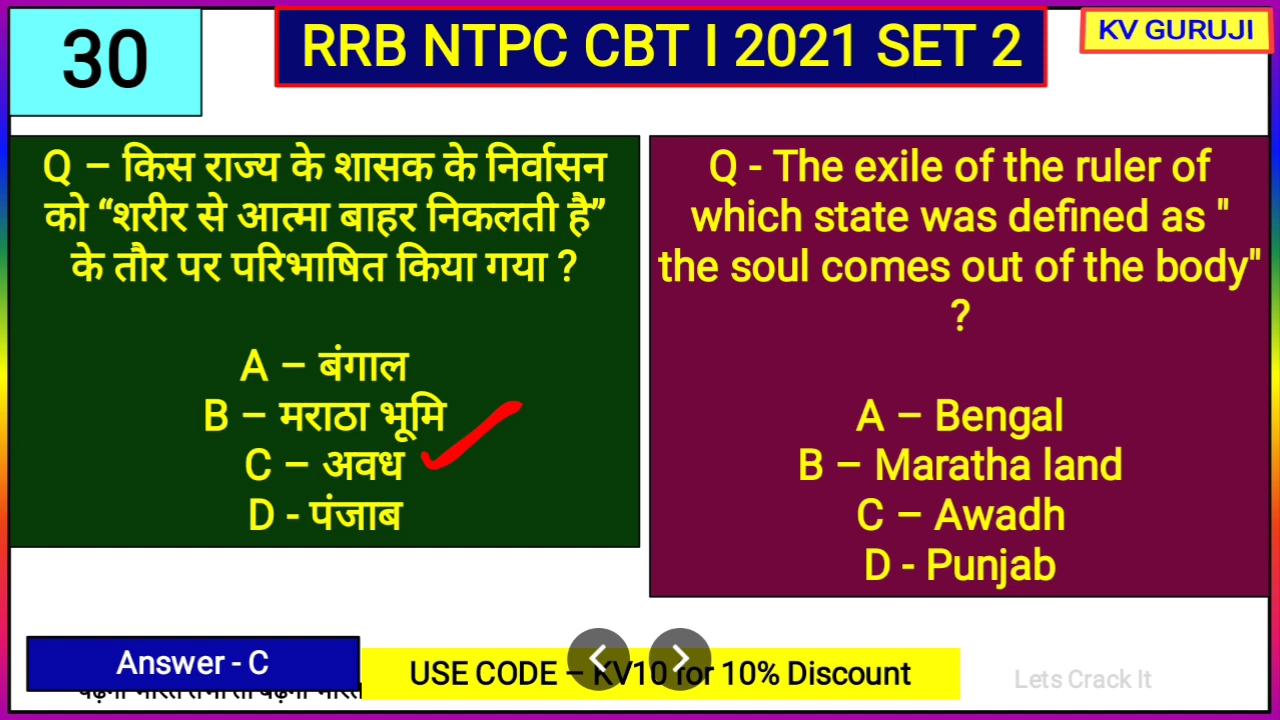 30
RRB NTPC CBT I 2021 SET 2
KV GURUJI
Q – किस राज्य के शासक के निर्वासन
को “शरीर से आत्मा बाहर निकलती है”
के तौर पर परिभाषित किया गया ?
A – बंगाल
B – मराठा भूमि
C – अवध
D - पंजाब
Q - The exile of the ruler of
which state was defined as "
the soul comes out of the body"
?
A – Bengal
B – Maratha land
C – Awadh
D - Punjab
Answer - C
USE CODE – KV10 for 10% Discount
Lets Crack It